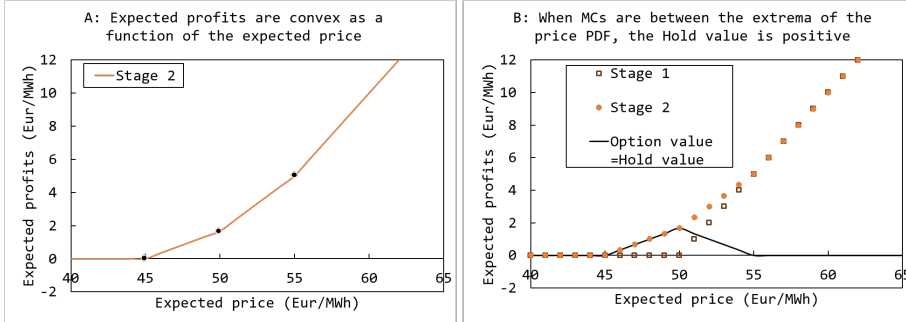 A: Expected profits are convex as a
function of the expected price
12
10
8
6
4
2
0
-2
40
45
50
55
60
65
Expected profits (Eur/MWh)
Expected price (Eur/MWh)
Stage 2
B: When MCs are between the extrema of the
price PDF, the Hold value is positive
12
10
8
6
4
2
0
-2
40
45
50
55
60
65
Expected profits (Eur/MWh)
Expected price (Eur/MWh)
Stage 1
Stage 2
Option value
=Hold value